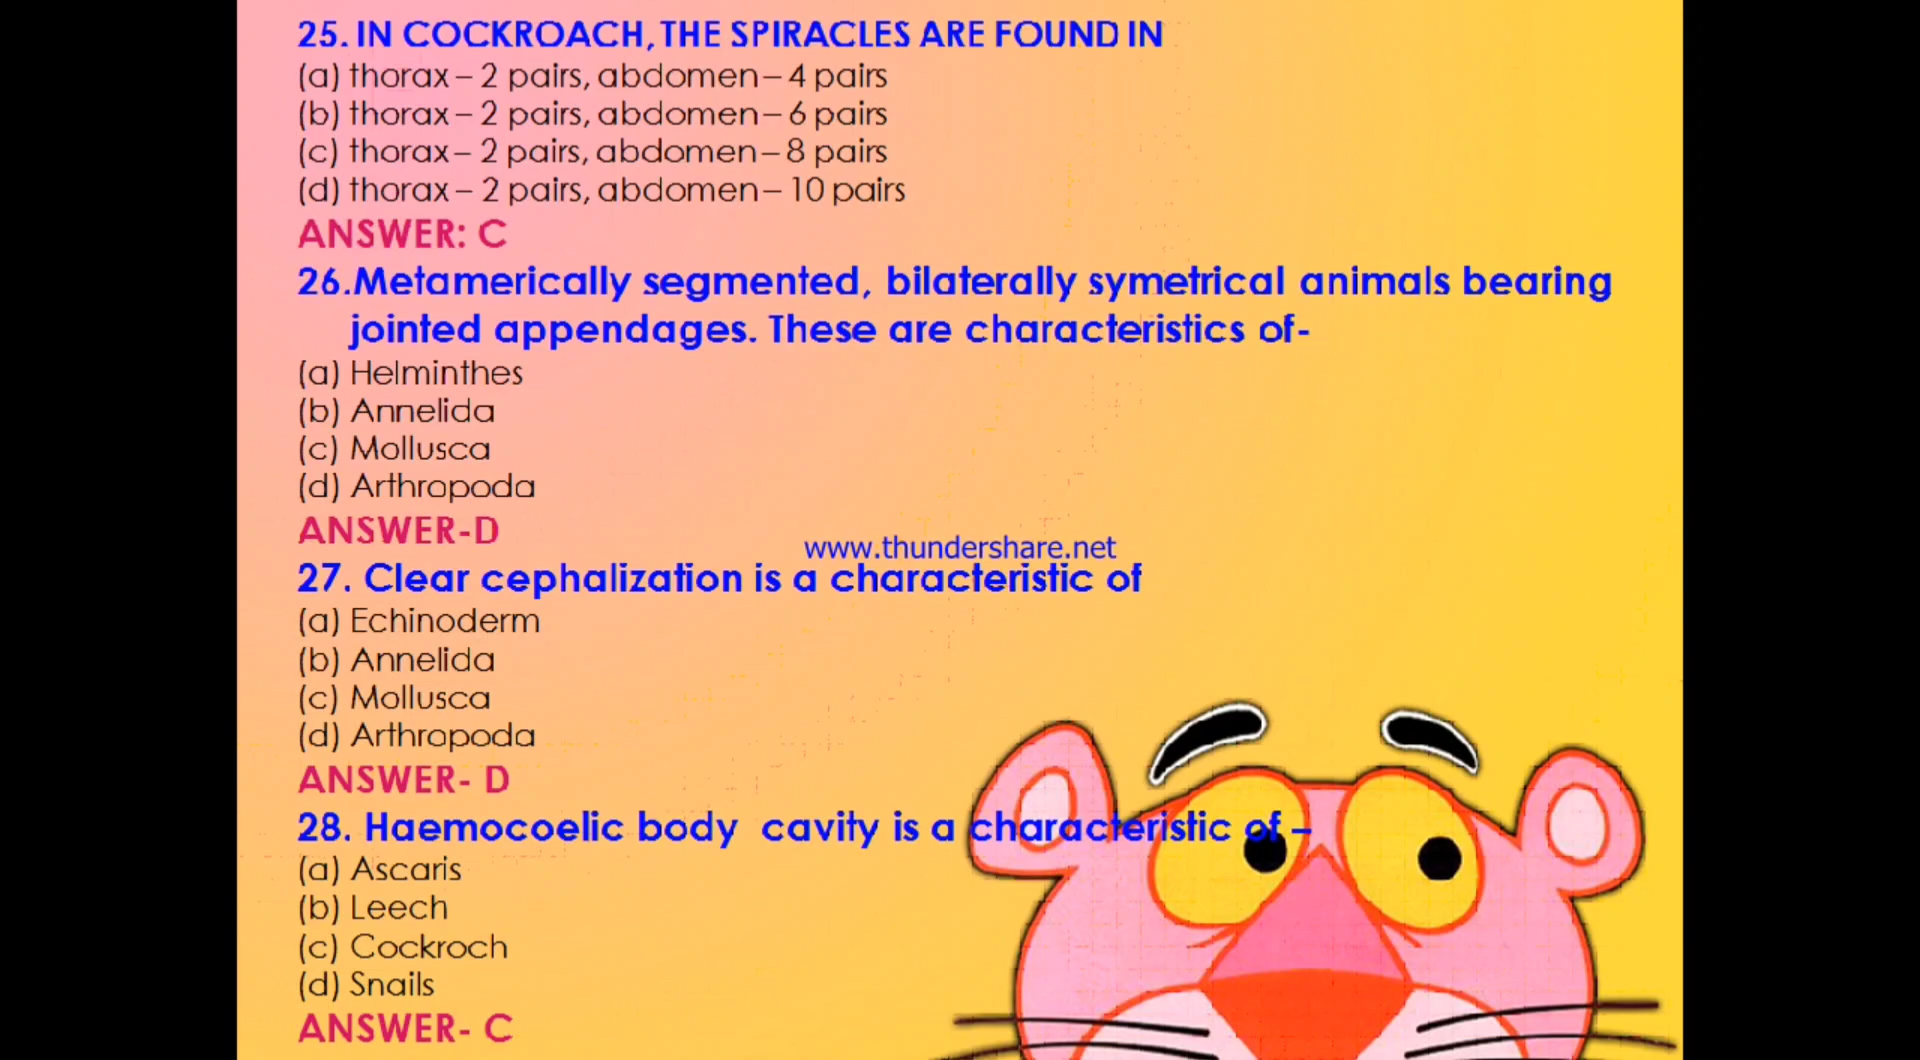 25. IN COCKROACH, THE SPIRACLES ARE FOUND IN
(a) thorax – 2 pairs, abdomen – 4 pairs
(b) thorax – 2 pairs, abdomen – 6 pairs
(c) thorax – 2 pairs, abdomen – 8 pairs
(d) thorax – 2 pairs, abdomen – 10 pairs
ANSWER: C
26.Metamerically segmented, bilaterally symetrical animals bearing
jointed appendages. These are characteristics of-
(a) Helminthes
(b) Annelida
(c) Mollusca
(d) Arthropoda
ANSWER-D
www.thundershare.net
27. Clear cephalization is a characteristic of
(a) Echinoderm
(b) Annelida
(c) Mollusca
(d) Arthropoda
ANSWER- D
28. Haemocoelic body cavity is a characteristic of –
(a) Ascaris
(b) Leech
(c) Cockroch
(d) Snails
ANSWER- C